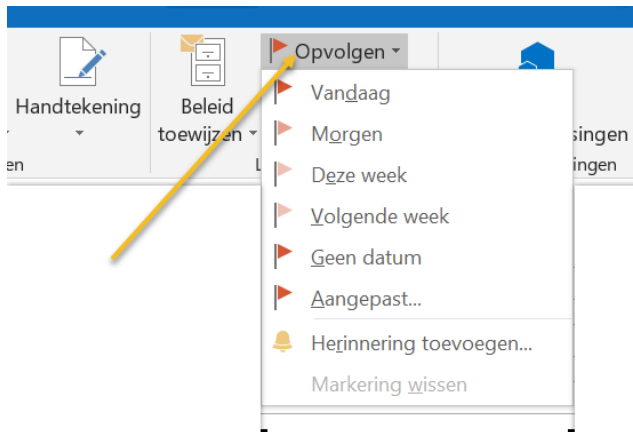 Opvolgen
Handtekening
Beleid
toewijzen
Vandaag
Morgen
Deze week
Volgende week
Geen datum
Aangepast...
Herinnering toevoegen...
Markering wissen